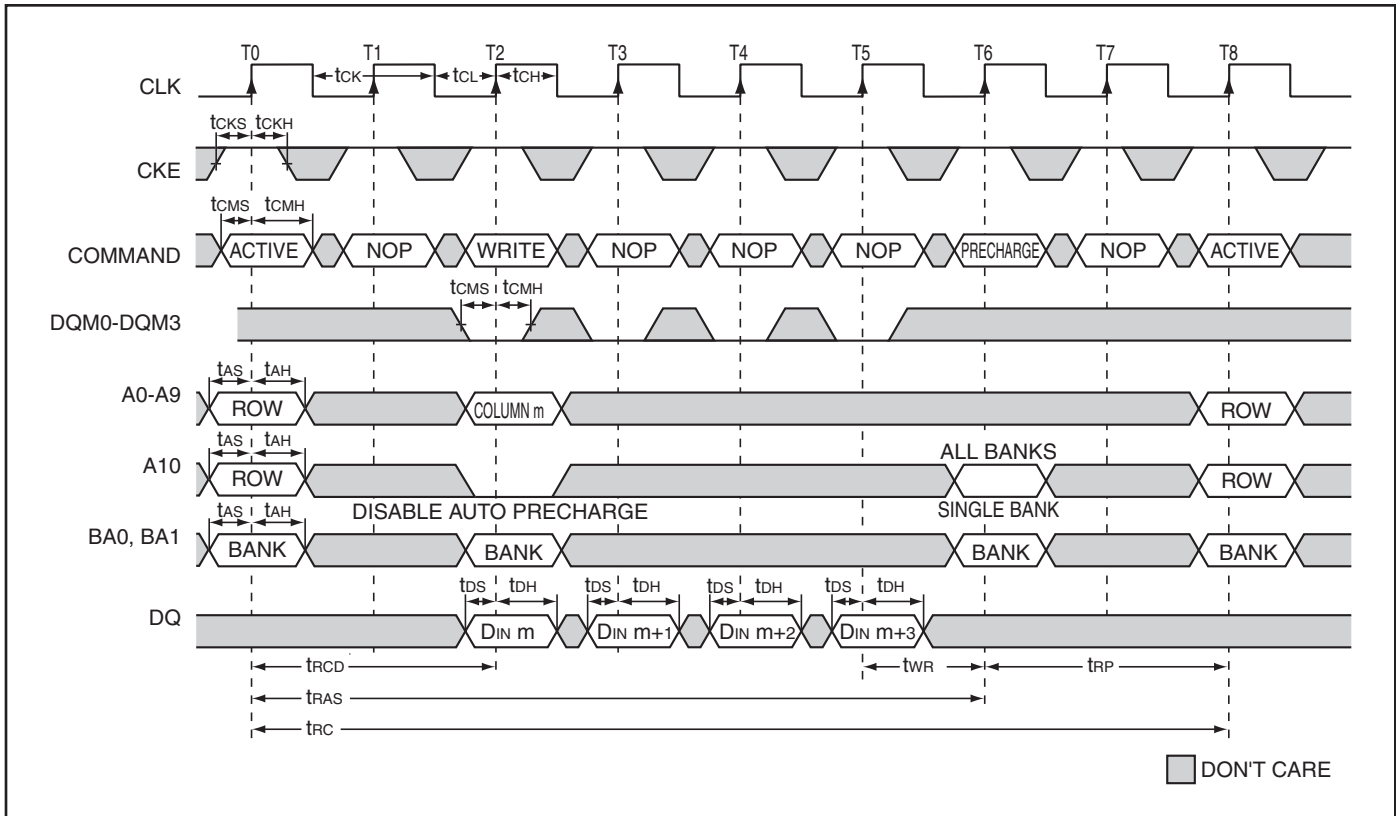 T0 T1 T2 T3 T4 T5 T6 T7 T8
CLK tCK tCL tCH
tCKS tCKH
CKE
tCMS tCMH
COMMAND ACTIVE NOP WRITE NOP NOP NOP PRECHARGE NOP ACTIVE
tCMS tCMH
DQM0-DQM3
tAS tAH
A0-A9 ROW COLUMN m ROW
tAS tAH ALL BANKS
A10 ROW ROW
tAS tAH DISABLE AUTO PRECHARGE SINGLE BANK
BA0, BA1 BANK BANK BANK BANK
tDS tDH tDS tDH tDS tDH tDS tDH
DQ DIN m DIN m+1 DIN m+2 DIN m+3
tRCD tWR tRP
tRAS
tRC
DON'T CARE